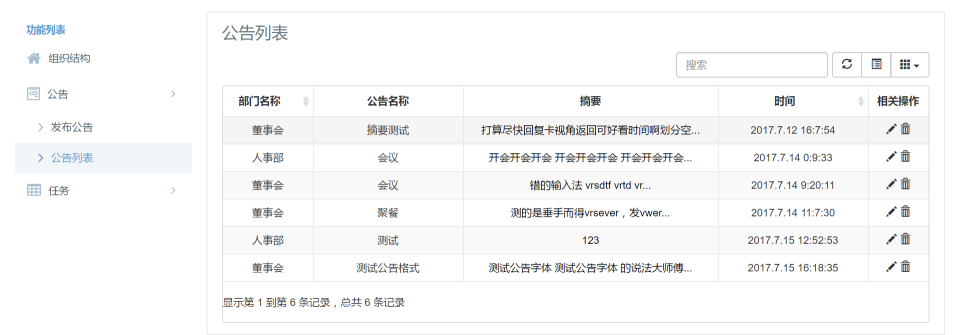 功能列表
组织结构
公告
发布公告
公告列表
任务
公告列表
搜索
部门名称 公告名称 摘要 时间 相关操作
董事会 摘要测试 打算尽快回复卡视角返回可好看时间啊划分空... 2017.7.12 16:7:54
人事部 会议 开会开会开会 开会开会开会 开会开会开会... 2017.7.14 0:9:33
董事会 会议 错的输入法 vrsdtf vrtd vr... 2017.7.14 9:20:11
董事会 聚餐 测的是垂手而得vrsever，发vwer... 2017.7.14 11:7:30
人事部 测试 123 2017.7.15 12:52:53
董事会 测试公告格式 测试公告字体 测试公告字体 的说法大师傅... 2017.7.15 16:18:35
显示第 1 到第 6 条记录，总共 6 条记录